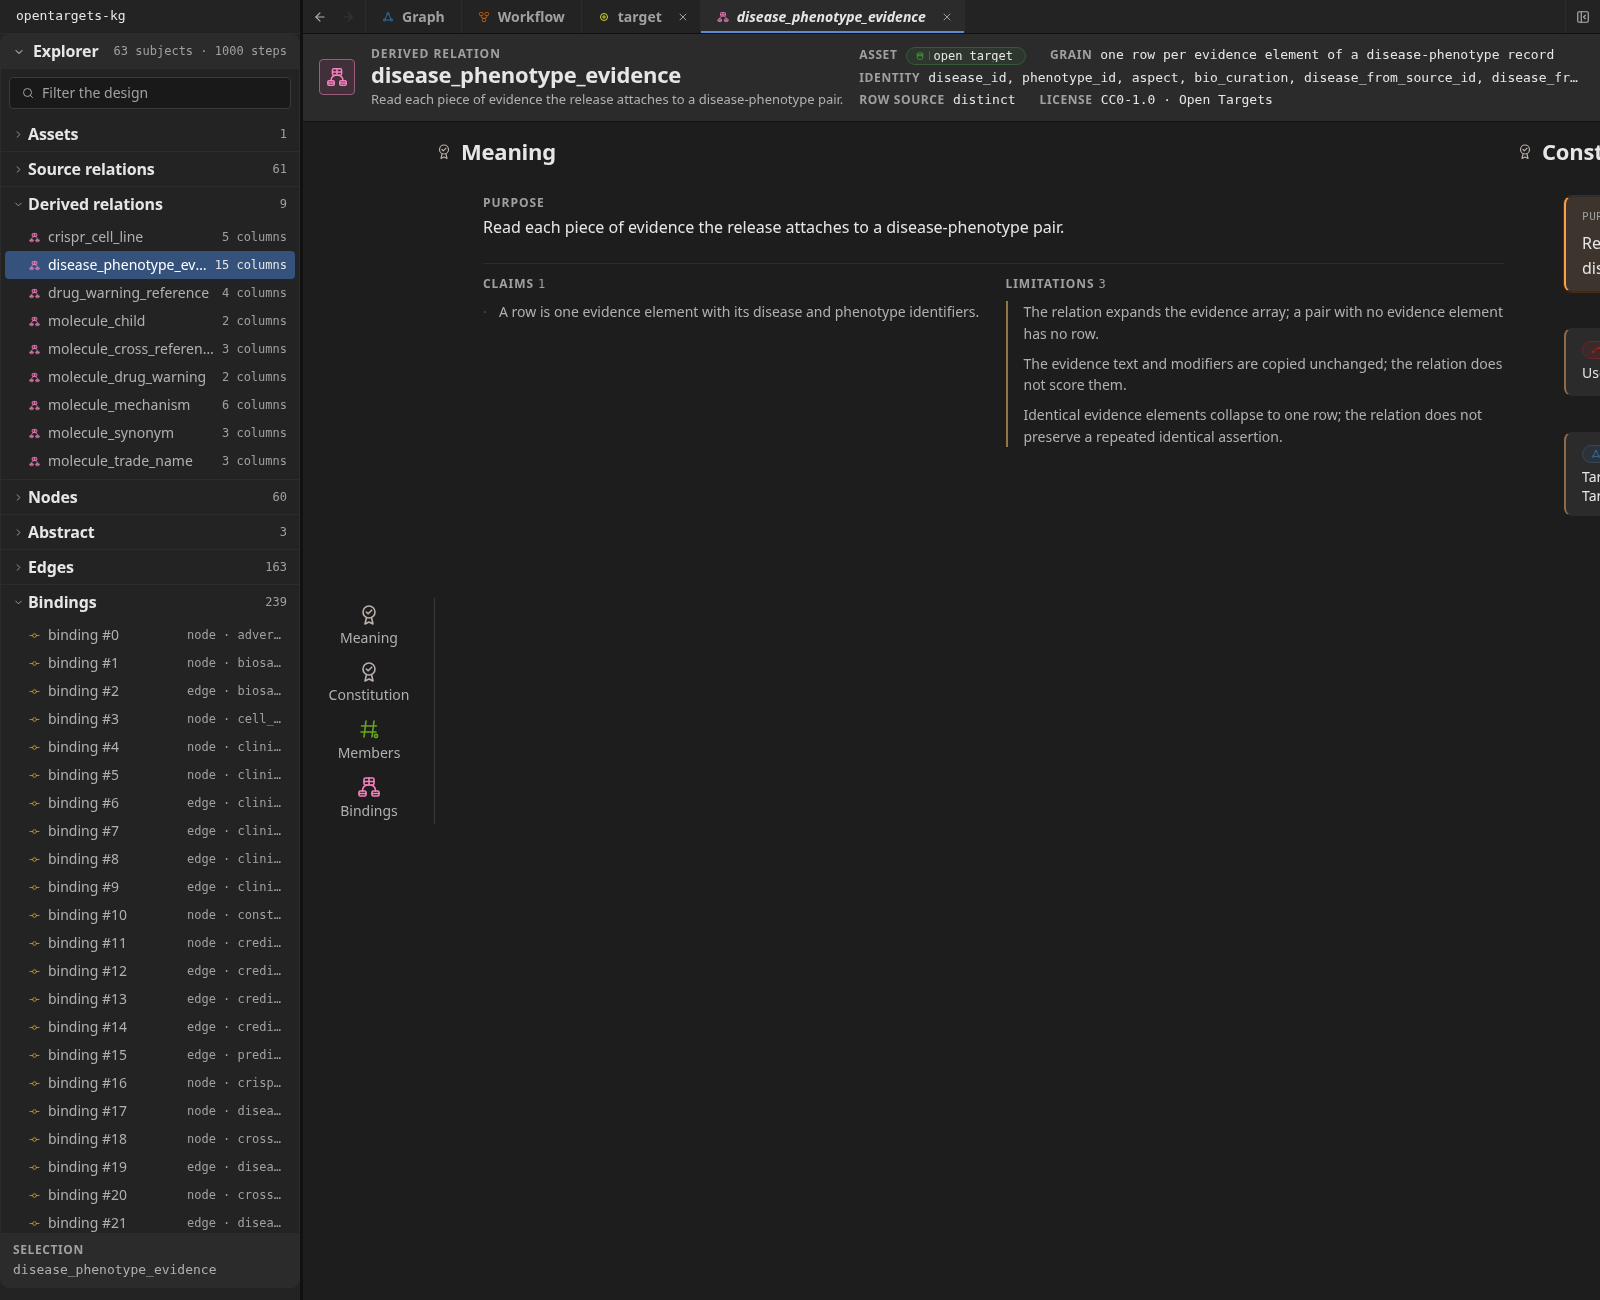 opentargets-kg
Explorer 63 subjects · 1000 steps
Filter the design
Assets 1
Source relations 61
Derived relations 9
crispr_cell_line 5 columns
disease_phenotype_ev… 15 columns
drug_warning_reference 4 columns
molecule_child 2 columns
molecule_cross_referen… 3 columns
molecule_drug_warning 2 columns
molecule_mechanism 6 columns
molecule_synonym 3 columns
molecule_trade_name 3 columns
Nodes 60
Abstract 3
Edges 163
Bindings 239
binding #0 node · adver…
binding #1 node · biosa…
binding #2 edge · biosa…
binding #3 node · cell_…
binding #4 node · clini…
binding #5 node · clini…
binding #6 edge · clini…
binding #7 edge · clini…
binding #8 edge · clini…
binding #9 edge · clini…
binding #10 node · const…
binding #11 node · credi…
binding #12 edge · credi…
binding #13 edge · credi…
binding #14 edge · credi…
binding #15 edge · predi…
binding #16 node · crisp…
binding #17 node · disea…
binding #18 node · cross…
binding #19 edge · disea…
binding #20 node · cross…
binding #21 edge · disea…
SELECTION
disease_phenotype_evidence
Graph Workflow target disease_phenotype_evidence
DERIVED RELATION
disease_phenotype_evidence
Read each piece of evidence the release attaches to a disease-phenotype pair.
ASSET open target GRAIN one row per evidence element of a disease-phenotype record
IDENTITY disease_id, phenotype_id, aspect, bio_curation, disease_from_source_id, disease_fr…
ROW SOURCE distinct LICENSE CC0-1.0 · Open Targets
Meaning
PURPOSE
Read each piece of evidence the release attaches to a disease-phenotype pair.
CLAIMS 1
· A row is one evidence element with its disease and phenotype identifiers.
LIMITATIONS 3
The relation expands the evidence array; a pair with no evidence element
has no row.
The evidence text and modifiers are copied unchanged; the relation does
not score them.
Identical evidence elements collapse to one row; the relation does not
preserve a repeated identical assertion.
Const
PUR
Re
dis
Us
Tar
Tar
Meaning
Constitution
Members
Bindings